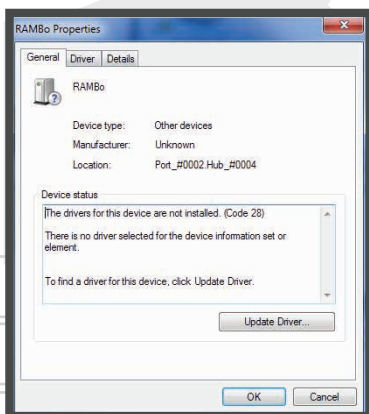 RAMBo Properties
General Driver Details
RAMBo
Device type: Other devices
Manufacturer: Unknown
Location: Port_#0002.Hub_#0004
Device status
The drivers for this device are not installed. (Code 28)
There is no driver selected for the device information set or
element.
To find a driver for this device, click Update Driver.
Update Driver...
OK Cancel